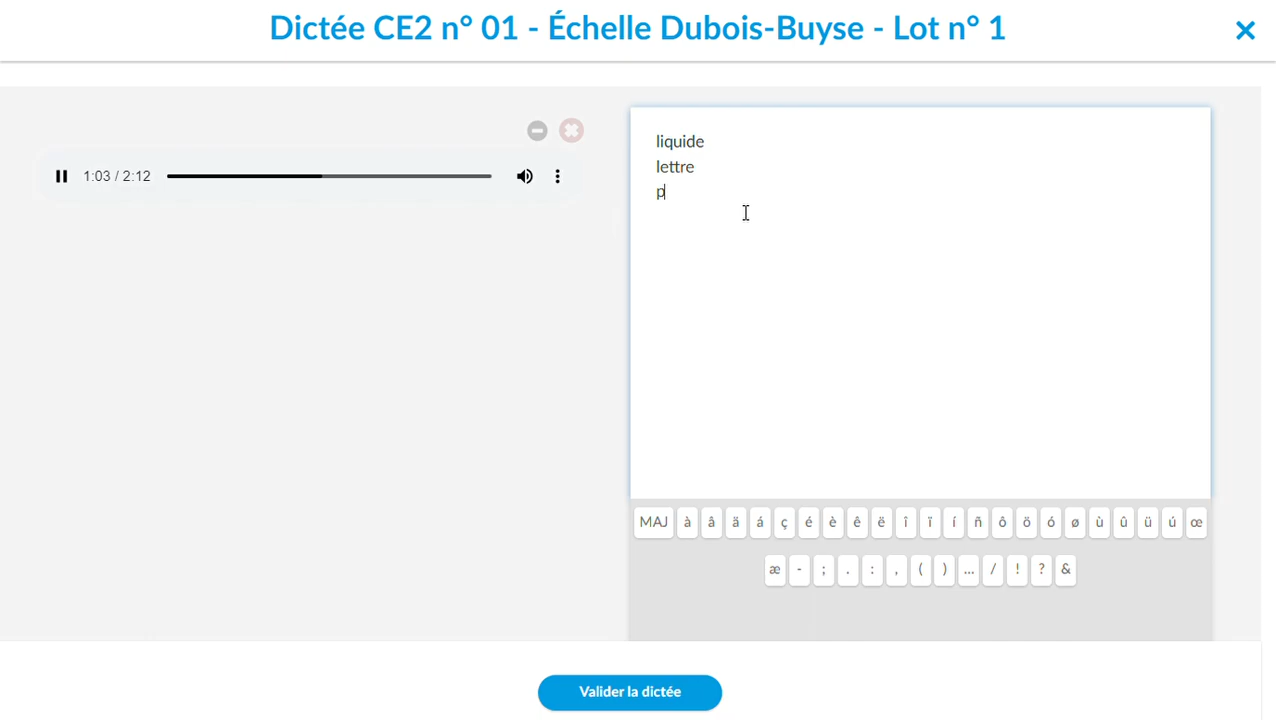 Dictée CE2 n° 01 - Échelle Dubois-Buyse - Lot n° 1
1:03 / 2:12
liquide
lettre
p
MAJ à â ä á ç é è ê ë î ï í ñ ô ö ó ø ù û ü ú œ
æ - ; . : , ( ) ... / ! ? &
Valider la dictée